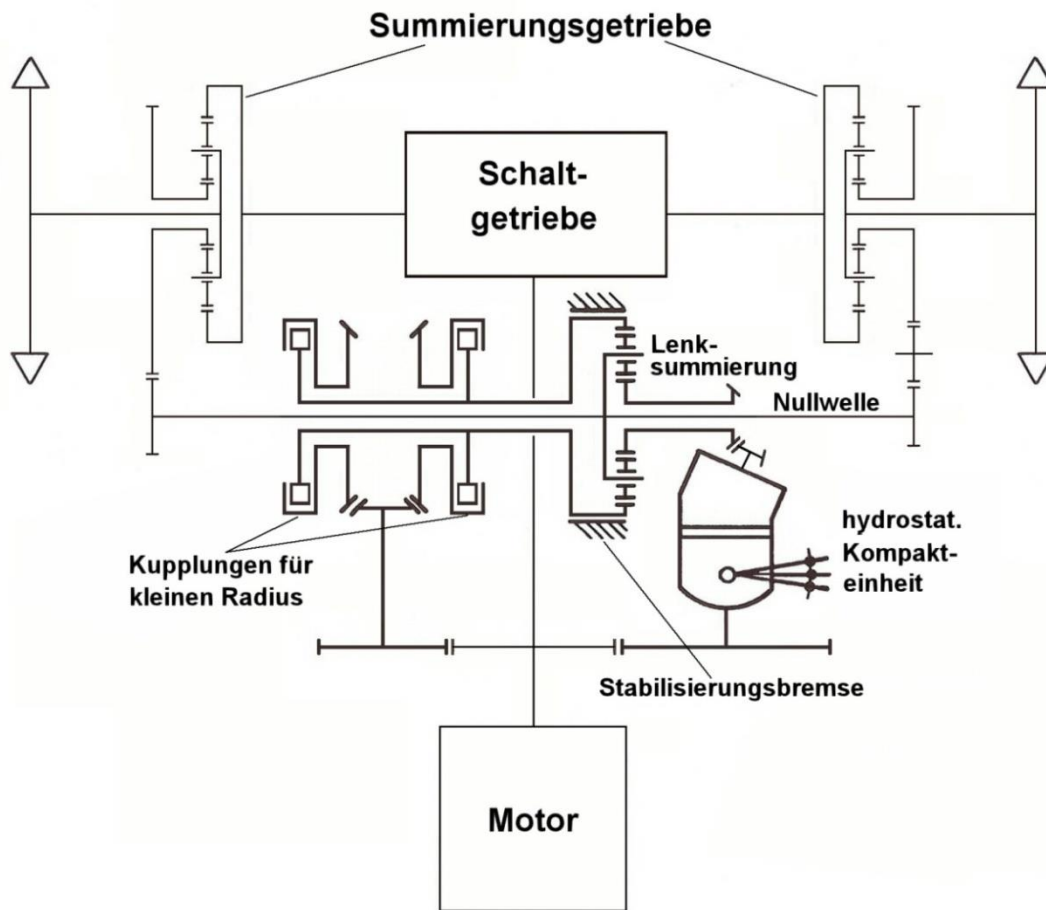 Summierungsgetriebe
Schalt-
getriebe
Lenk-
summierung
Nullwelle
hydrostat.
Kompakt-
einheit
Kupplungen für
kleinen Radius
Stabilisierungsbremse
Motor